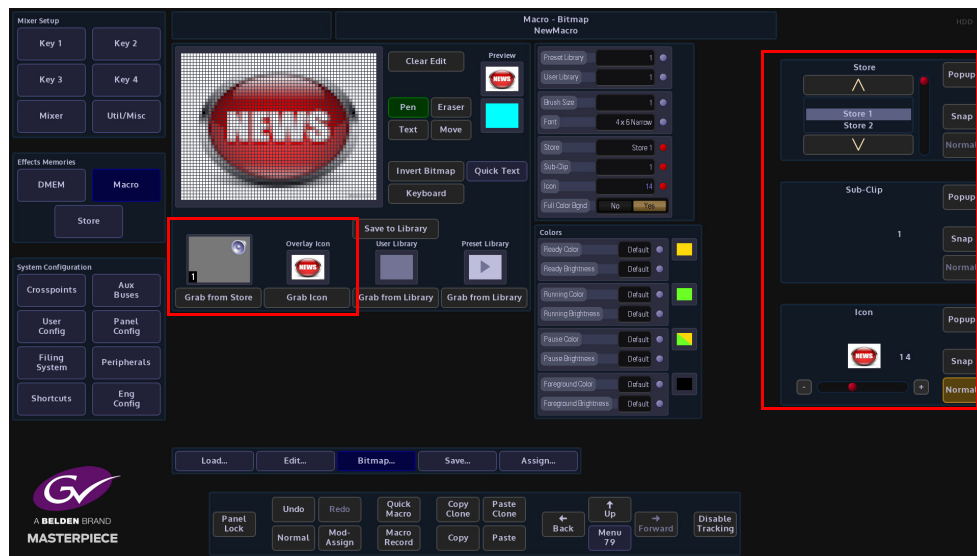 Mixer Setup
Key 1
Key 2
Key 3
Key 4
Mixer
Util/Misc
Effects Memories
DMEM
Macro
Store
System Configuration
Crosspoints
Aux
Buses
User
Config
Panel
Config
Filing
System
Peripherals
Shortcuts
Eng
Config
GV
A BELDEN BRAND
MASTERPIECE
Macro - Bitmap
NewMacro
HDD
NEWS
Clear Edit
Preview
NEWS
Pen
Eraser
Text
Move
Invert Bitmap
Quick Text
Keyboard
Save to Library
Overlay Icon
User Library
Preset Library
1
NEWS
Grab from Store
Grab Icon
Grab from Library
Grab from Library
Preset Library
1
User Library
1
Brush Size
1
Font
4 x 6 Narrow
Store
Store 1
Sub-Clip
1
Icon
14
Full Color Bgnd
No
Yes
Colors
Ready Color
Default
Ready Brightness
Default
Running Color
Default
Running Brightness
Default
Pause Color
Default
Pause Brightness
Default
Foreground Color
Default
Foreground Brightness
Default
Store
Popup
Store 1
Store 2
Snap
Normal
Sub-Clip
Popup
1
Snap
Normal
Icon
Popup
NEWS
14
Snap
-
+
Normal
Load...
Edit...
Bitmap...
Save...
Assign...
Panel
Lock
Undo
Redo
Normal
Mod-
Assign
Quick
Macro
Macro
Record
Copy
Clone
Paste
Clone
Copy
Paste
←
Back
↑
Up
Menu
79
→
Forward
Disable
Tracking